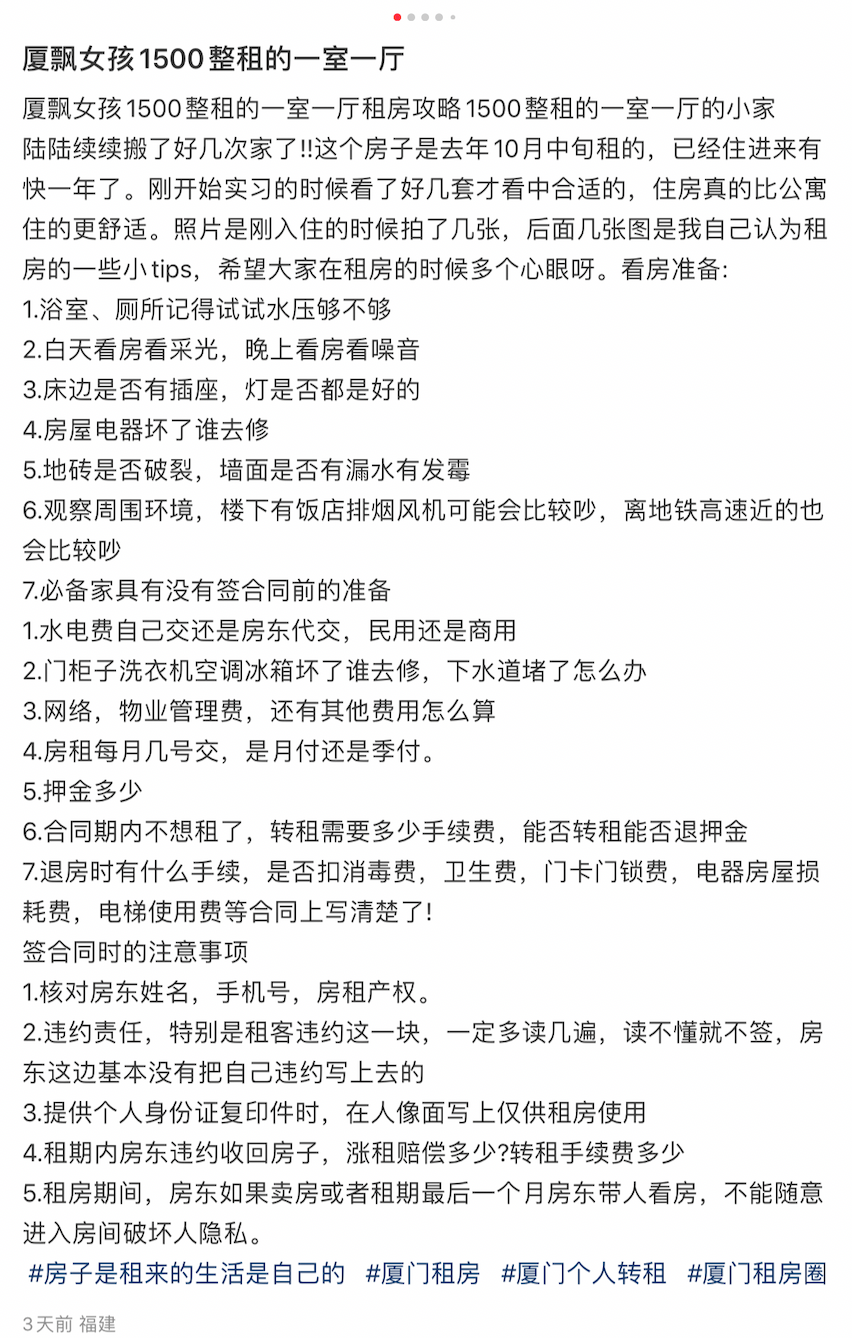 厦飘女孩1500整租的一室一厅
厦飘女孩1500整租的一室一厅租房攻略1500整租的一室一厅的小家
陆陆续续搬了好几次家了!!这个房子是去年10月中旬租的，已经住进来有
快一年了。刚开始实习的时候看了好几套才看中合适的，住房真的比公寓
住的更舒适。照片是刚入住的时候拍了几张，后面几张图是我自己认为租
房的一些小tips，希望大家在租房的时候多个心眼呀。看房准备:
1.浴室、厕所记得试试水压够不够
2.白天看房看采光，晚上看房看噪音
3.床边是否有插座，灯是否都是好的
4.房屋电器坏了谁去修
5.地砖是否破裂，墙面是否有漏水有发霉
6.观察周围环境，楼下有饭店排烟风机可能会比较吵，离地铁高速近的也
会比较吵
7.必备家具有没有签合同前的准备
1.水电费自己交还是房东代交，民用还是商用
2.门柜子洗衣机空调冰箱坏了谁去修，下水道堵了怎么办
3.网络，物业管理费，还有其他费用怎么算
4.房租每月几号交，是月付还是季付。
5.押金多少
6.合同期内不想租了，转租需要多少手续费，能否转租能否退押金
7.退房时有什么手续，是否扣消毒费，卫生费，门卡门锁费，电器房屋损
耗费，电梯使用费等合同上写清楚了!
签合同时的注意事项
1.核对房东姓名，手机号，房租产权。
2.违约责任，特别是租客违约这一块，一定多读几遍，读不懂就不签，房
东这边基本没有把自己违约写上去的
3.提供个人身份证复印件时，在人像面写上仅供租房使用
4.租期内房东违约收回房子，涨租赔偿多少?转租手续费多少
5.租房期间，房东如果卖房或者租期最后一个月房东带人看房，不能随意
进入房间破坏人隐私。
#房子是租来的生活是自己的 #厦门租房 #厦门个人转租 #厦门租房圈
3天前 福建